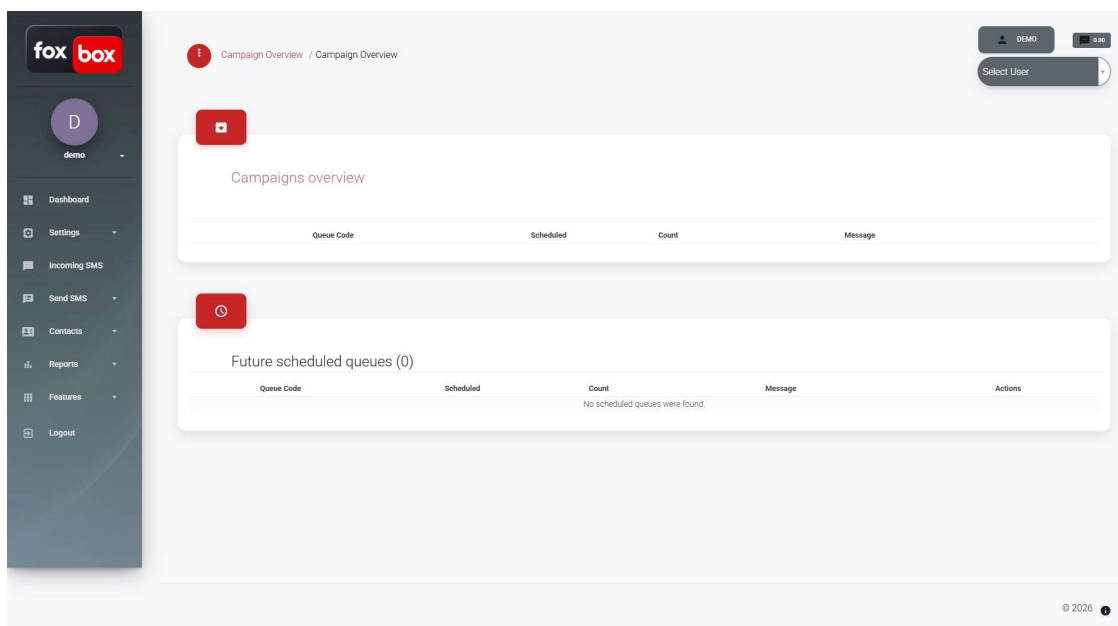 fox box
D
demo
Dashboard
Settings
Incoming SMS
Send SMS
Contacts
Reports
Features
Logout
Campaign Overview / Campaign Overview
DEMO
0.00
Select User
Campaigns overview
Queue Code Scheduled Count Message
Future scheduled queues (0)
Queue Code Scheduled Count Message Actions
No scheduled queues were found.
© 2026